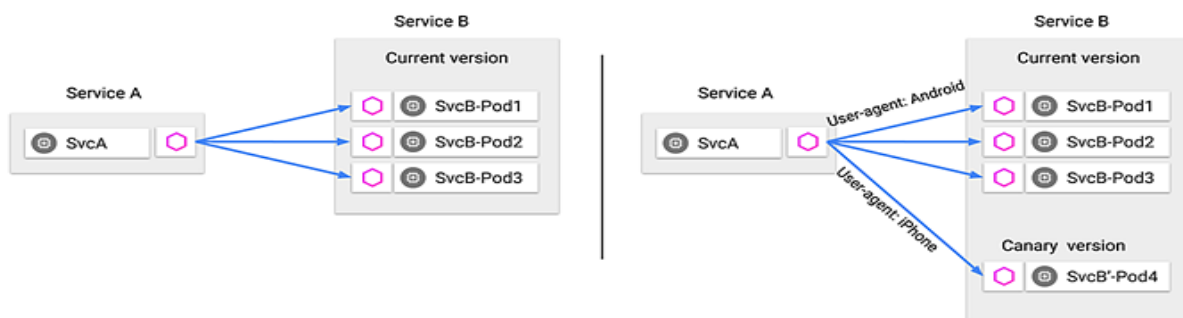 Service B
Current version
Service A
SvcB-Pod1
SvcA
SvcB-Pod2
SvcB-Pod3
Service B
Current version
Service A
User-agent: Android
SvcB-Pod1
SvcA
SvcB-Pod2
SvcB-Pod3
User-agent: iPhone
Canary version
SvcB'-Pod4